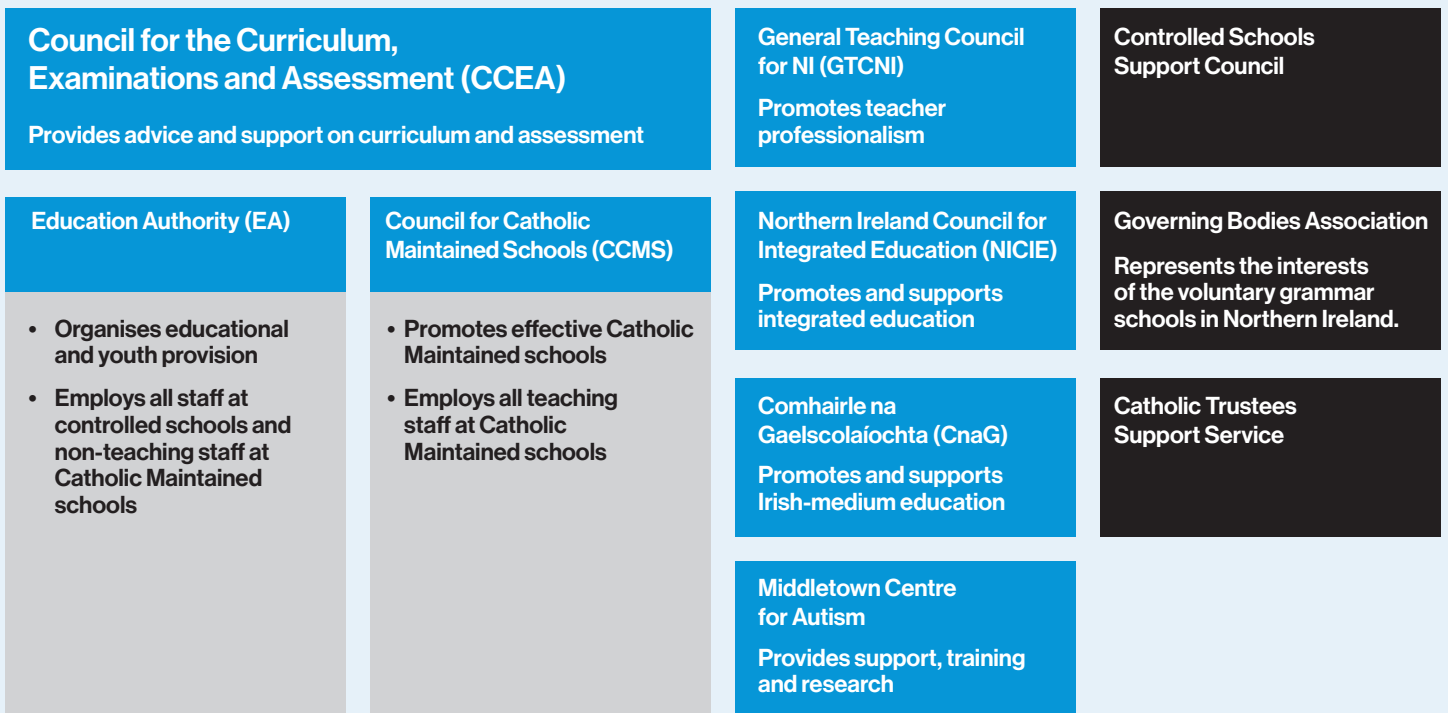 Council for the Curriculum,
Examinations and Assessment (CCEA)
Provides advice and support on curriculum and assessment
Education Authority (EA)
• Organises educational
and youth provision
• Employs all staff at
controlled schools and
non-teaching staff at
Catholic Maintained
schools
Council for Catholic
Maintained Schools (CCMS)
• Promotes effective Catholic
Maintained schools
• Employs all teaching
staff at Catholic
Maintained schools
General Teaching Council
for NI (GTCNI)
Promotes teacher
professionalism
Northern Ireland Council for
Integrated Education (NICIE)
Promotes and supports
integrated education
Comhairle na
Gaelscolaíochta (CnaG)
Promotes and supports
Irish-medium education
Middletown Centre
for Autism
Provides support, training
and research
Controlled Schools
Support Council
Governing Bodies Association
Represents the interests
of the voluntary grammar
schools in Northern Ireland.
Catholic Trustees
Support Service